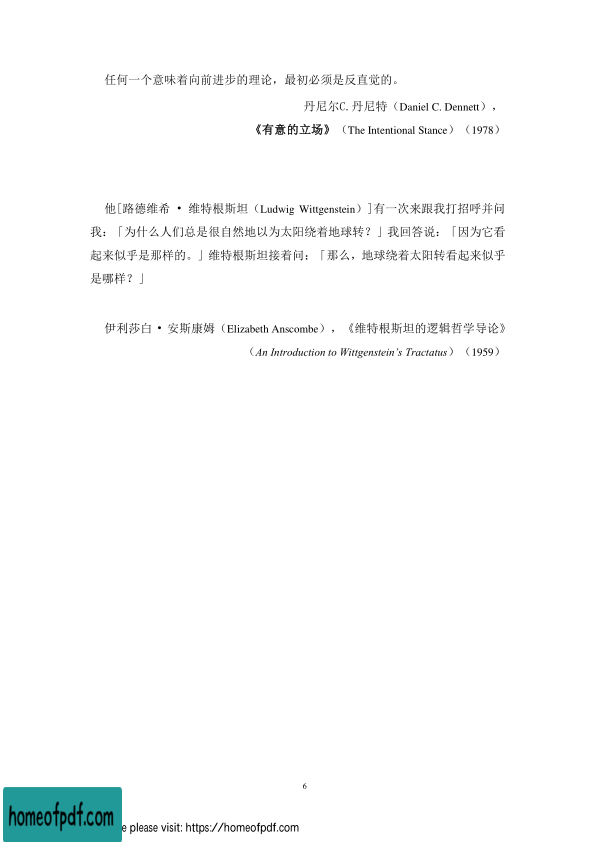 任何一个意味着向前进步的理论，最初必须是反直觉的。
丹尼尔C.丹尼特（Daniel C. Dennett），
《有意的立场》（The Intentional Stance）（1978）
他[路德维希 • 维特根斯坦（Ludwig Wittgenstein）]有一次来跟我打招呼并问
我：「为什么人们总是很自然地以为太阳绕着地球转？」我回答说：「因为它看
起来似乎是那样的。」维特根斯坦接着问：「那么，地球绕着太阳转看起来似乎
是哪样？」
伊利莎白 • 安斯康姆（Elizabeth Anscombe），《维特根斯坦的逻辑哲学导论》
（An Introduction to Wittgenstein’s Tractatus）（1959）
6
homeofpdf.com
e please visit: https://homeofpdf.com